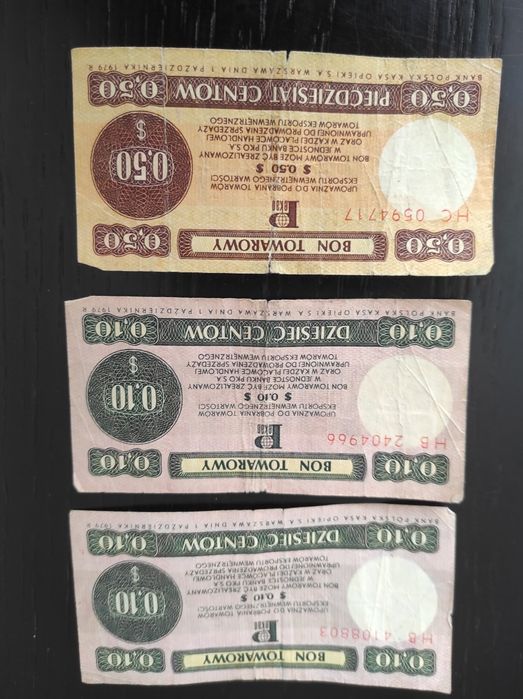 0,50 BON TOWAROWY 0,50
HC 0594717
Pekao
UPOWAŻNIA DO POBRANIA TOWARÓW
EKSPORTU WEWNĘTRZNEGO WARTOŚCI
$ 0.50 $
BON TOWAROWY MOŻE BYĆ ZREALIZOWANY
W JEDNOSTCE BANKU PKO S.A
ORAZ W KAŻDEJ PLACÓWCE HANDLOWEJ
UPRAWNIONEJ DO PROWADZENIA SPRZEDAŻY
TOWARÓW EKSPORTU WEWNĘTRZNEGO
0.50
$
0,50 PIĘĆDZIESIĄT CENTÓW 0,50
BANK POLSKA KASA OPIEKI S.A. WARSZAWA DNIA 1 PAŹDZIERNIKA 1979 R
0,10 BON TOWAROWY 0,10
HB 2404966
Pekao
UPOWAŻNIA DO POBRANIA TOWARÓW
EKSPORTU WEWNĘTRZNEGO WARTOŚCI
$ 0.10 $
BON TOWAROWY MOŻE BYĆ ZREALIZOWANY
W JEDNOSTCE BANKU PKO S.A
ORAZ W KAŻDEJ PLACÓWCE HANDLOWEJ
UPRAWNIONEJ DO PROWADZENIA SPRZEDAŻY
TOWARÓW EKSPORTU WEWNĘTRZNEGO
0.10
$
0,10 DZIESIĘĆ CENTÓW 0,10
BANK POLSKA KASA OPIEKI S.A. WARSZAWA DNIA 1 PAŹDZIERNIKA 1979 R
0,10 BON TOWAROWY 0,10
HB 4108803
Pekao
UPOWAŻNIA DO POBRANIA TOWARÓW
EKSPORTU WEWNĘTRZNEGO WARTOŚCI
$ 0.10 $
BON TOWAROWY MOŻE BYĆ ZREALIZOWANY
W JEDNOSTCE BANKU PKO S.A
ORAZ W KAŻDEJ PLACÓWCE HANDLOWEJ
UPRAWNIONEJ DO PROWADZENIA SPRZEDAŻY
TOWARÓW EKSPORTU WEWNĘTRZNEGO
0.10
$
0,10 DZIESIĘĆ CENTÓW 0,10
BANK POLSKA KASA OPIEKI S.A. WARSZAWA DNIA 1 PAŹDZIERNIKA 1979 R